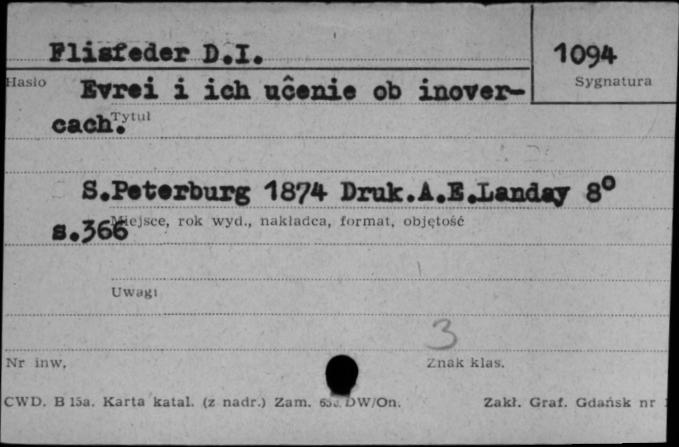 Flisfeder D.I.
1094
Hasło
Sygnatura
Evrei i ich učenie ob inover-
cach.
Tytuł
S.Peterburg 1874 Druk.A.E.Landay 8°
s.366
Miejsce, rok wyd., nakładca, format, objętość
Uwagi
3
Nr inw,
Znak klas.
CWD. B 15a. Karta katal. (z nadr.) Zam. DW/On.
Zakł. Graf. Gdańsk nr